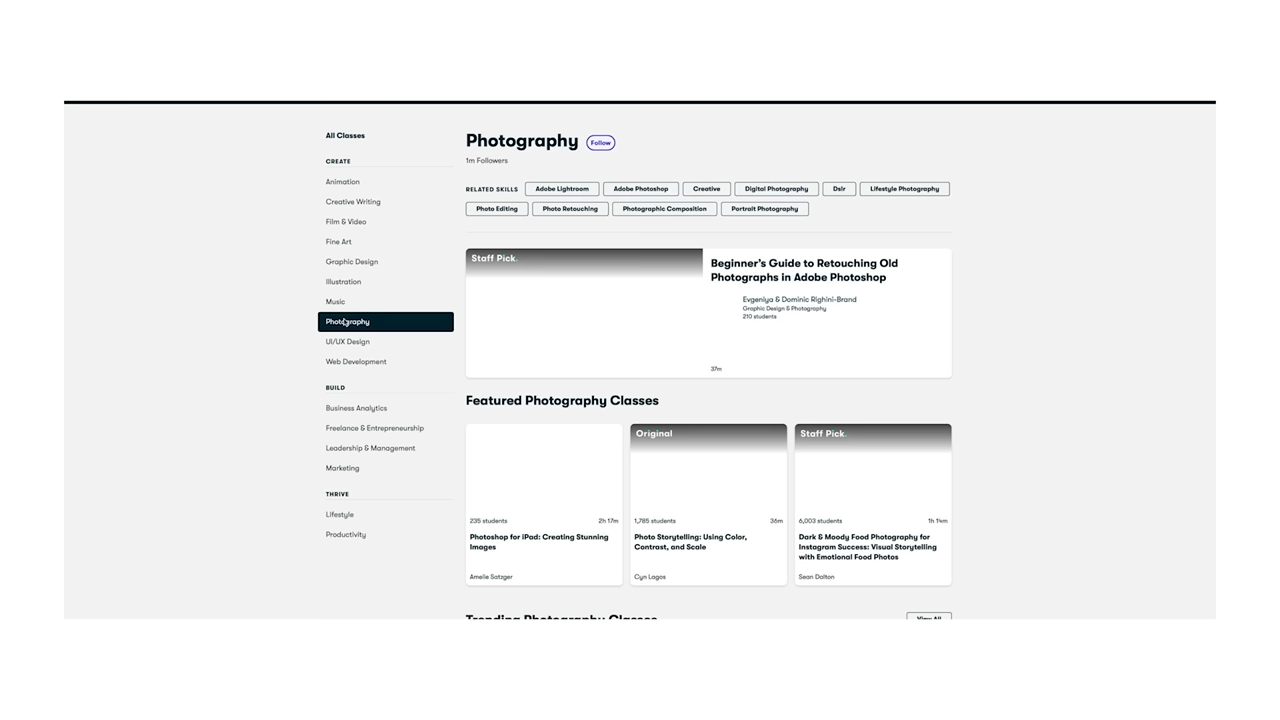 All Classes
CREATE
Animation
Creative Writing
Film & Video
Fine Art
Graphic Design
Illustration
Music
Photography
UI/UX Design
Web Development
BUILD
Business Analytics
Freelance & Entrepreneurship
Leadership & Management
Marketing
THRIVE
Lifestyle
Productivity
Photography Follow
1m Followers
RELATED SKILLS Adobe Lightroom Adobe Photoshop Creative Digital Photography Dslr Lifestyle Photography
Photo Editing Photo Retouching Photographic Composition Portrait Photography
Staff Pick.
Beginner's Guide to Retouching Old
Photographs in Adobe Photoshop
Evgeniya & Dominic Righini-Brand
Graphic Design & Photography
210 students
37m
Featured Photography Classes
235 students 2h 17m
Photoshop for iPad: Creating Stunning
Images
Amelie Satzger
Original
1,785 students 36m
Photo Storytelling: Using Color,
Contrast, and Scale
Cyn Lagos
Staff Pick.
6,003 students 1h 14m
Dark & Moody Food Photography for
Instagram Success: Visual Storytelling
with Emotional Food Photos
Sean Dalton
Trending Photography Classes View All